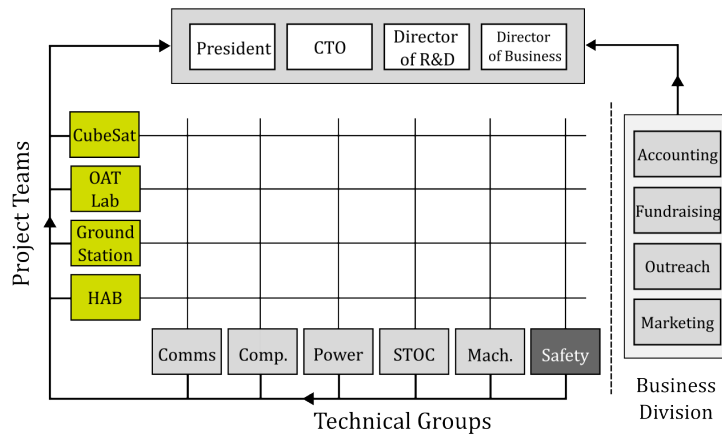 President
CTO
Director
of R&D
Director
of Business
Project Teams
CubeSat
OAT
Lab
Ground
Station
HAB
Comms
Comp.
Power
STOC
Mach.
Safety
Technical Groups
Accounting
Fundraising
Outreach
Marketing
Business
Division